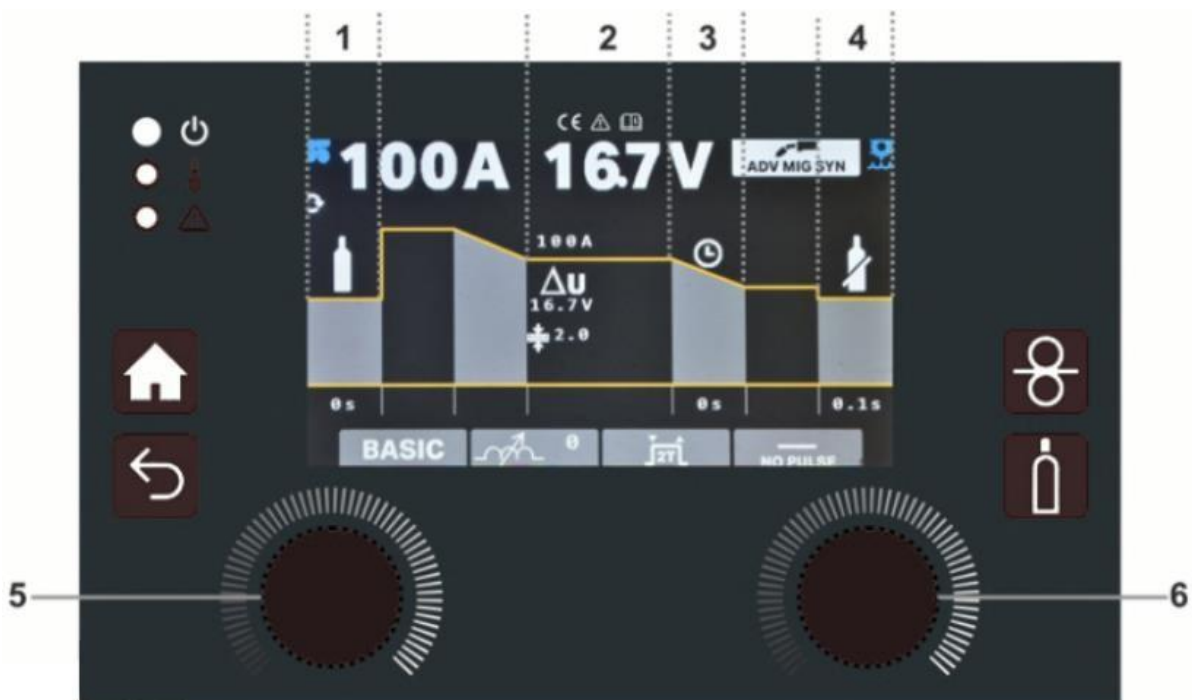 1 2 3 4
CE
100A 16.7V ADV MIG SYN
100A
ΔU
16.7V
2.0
0s 0s 0.1s
BASIC 0 2T NO PULSE
5 6